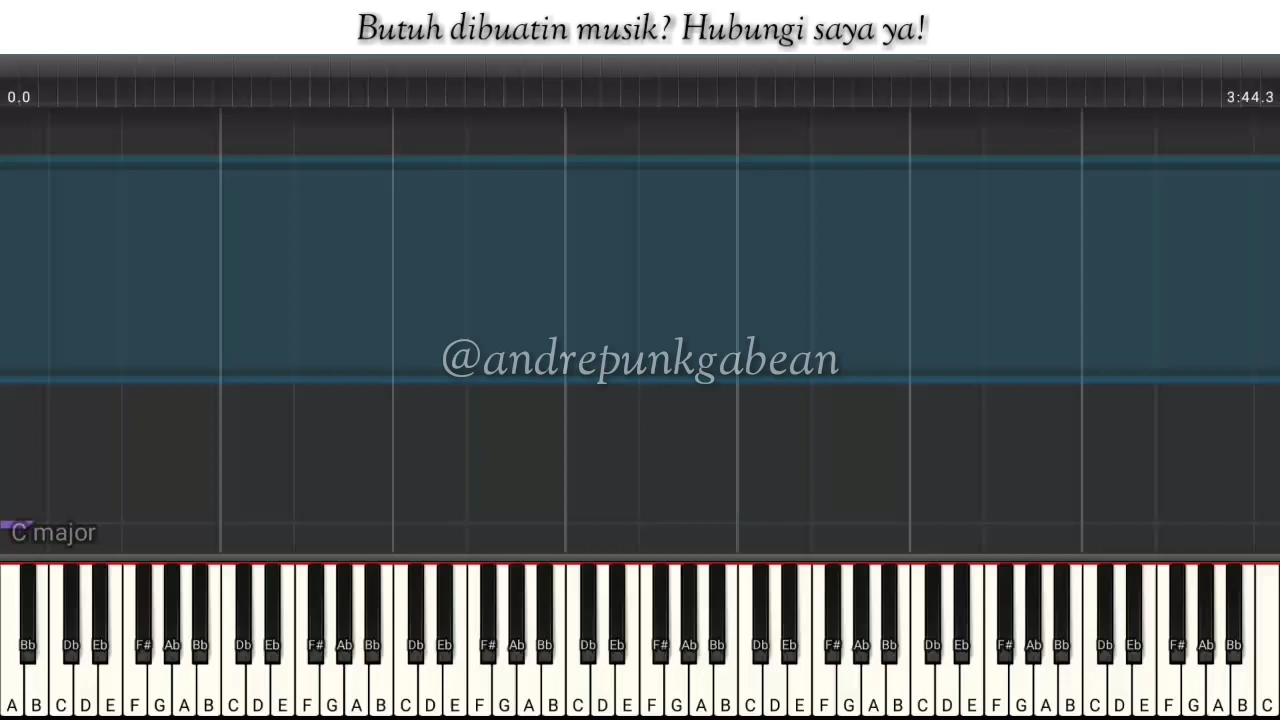 Butuh dibuatin musik? Hubungi saya ya!
0.0 3:44.3
@andrepunkgabean
C major
Bb Db Eb F# Ab Bb Db Eb F# Ab Bb Db Eb F# Ab Bb Db Eb F# Ab Bb Db Eb F# Ab Bb Db Eb F# Ab Bb Db Eb F# Ab Bb
A B C D E F G A B C D E F G A B C D E F G A B C D E F G A B C D E F G A B C D E F G A B C D E F G A B C